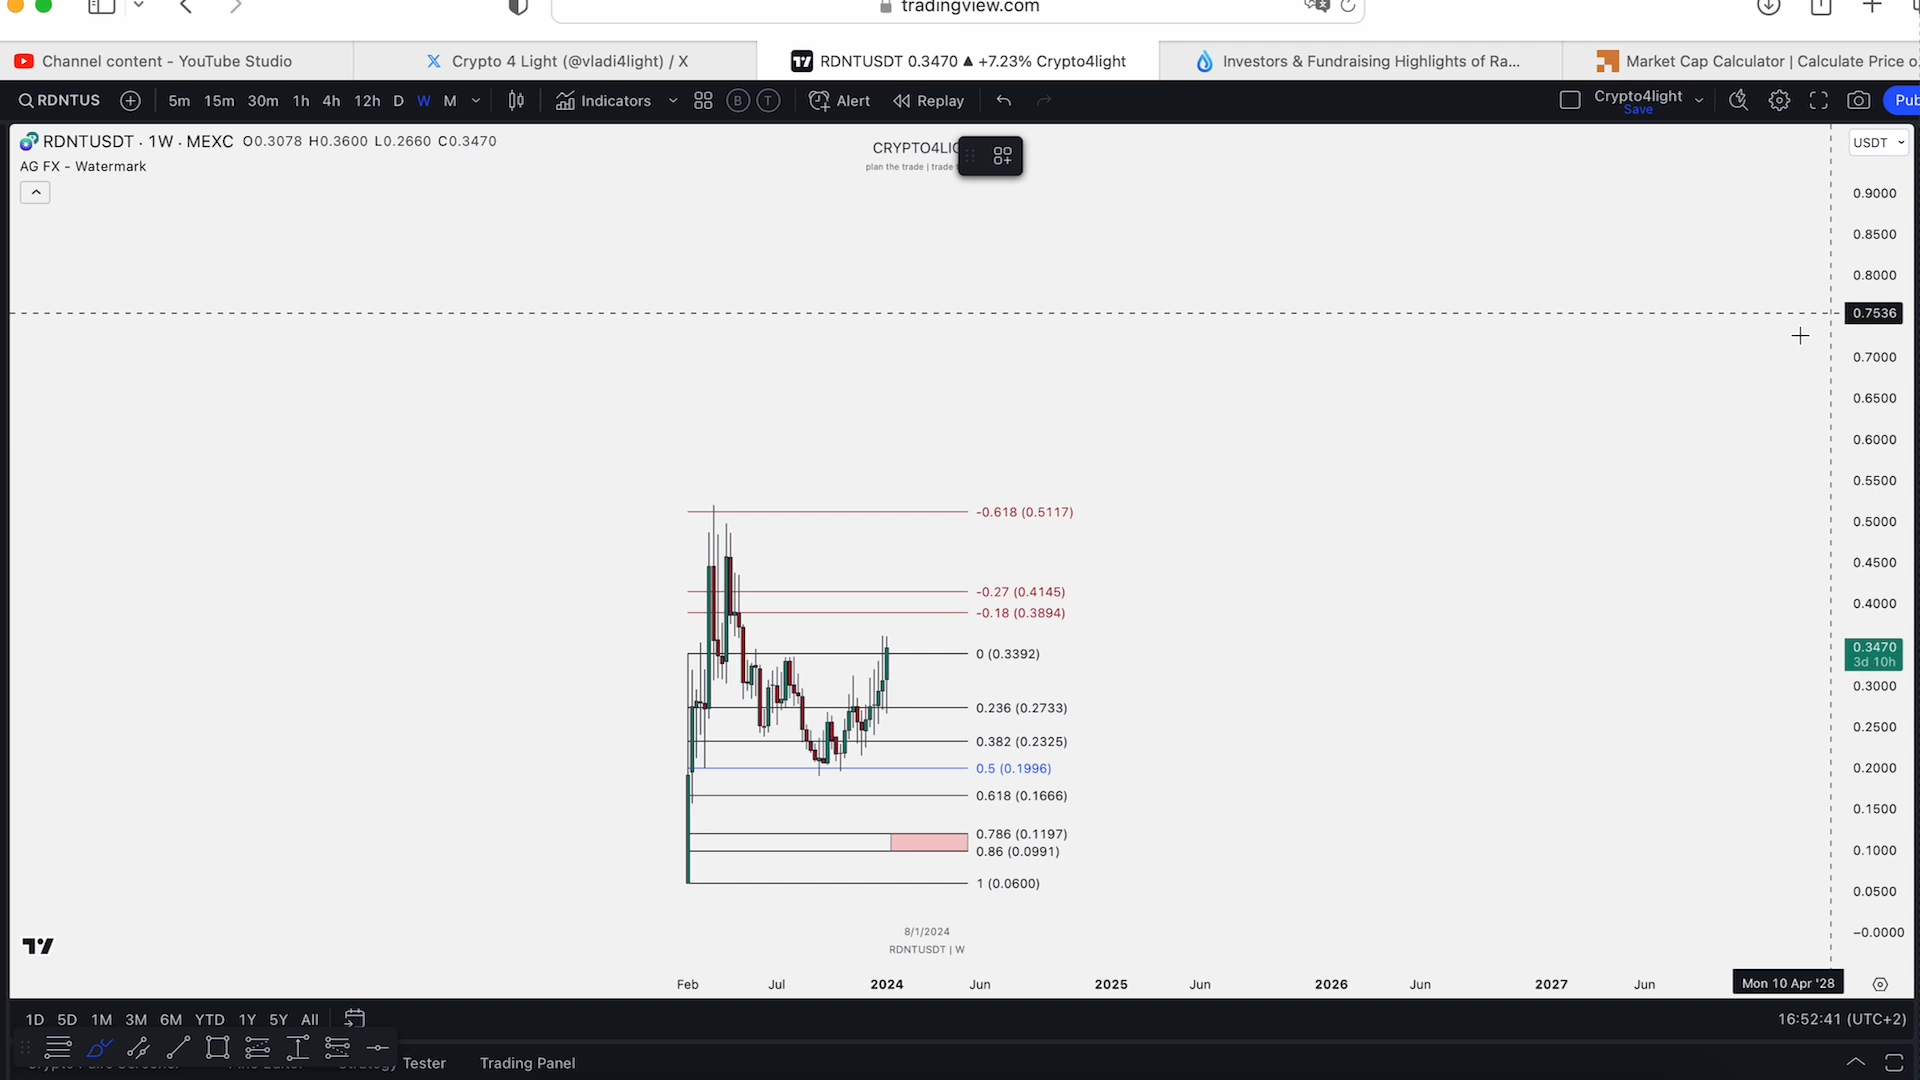 tradingview.com
Channel content - YouTube Studio
Crypto 4 Light (@vladi4light) / X
RDNTUSDT 0.3470 ▲ +7.23% Crypto4light
Investors & Fundraising Highlights of Ra...
Market Cap Calculator | Calculate Price o
RDNTUS
5m 15m 30m 1h 4h 12h D W M
Indicators
B T
Alert
Replay
Crypto4light
Save
Pub
RDNTUSDT · 1W · MEXC O0.3078 H0.3600 L0.2660 C0.3470
AG FX - Watermark
CRYPTO4LIG
plan the trade | trade
USDT
0.9000
0.8500
0.8000
0.7536
0.7000
0.6500
0.6000
0.5500
0.5000
0.4500
0.4000
0.3470
3d 10h
0.3000
0.2500
0.2000
0.1500
0.1000
0.0500
−0.0000
-0.618 (0.5117)
-0.27 (0.4145)
-0.18 (0.3894)
0 (0.3392)
0.236 (0.2733)
0.382 (0.2325)
0.5 (0.1996)
0.618 (0.1666)
0.786 (0.1197)
0.86 (0.0991)
1 (0.0600)
8/1/2024
RDNTUSDT | W
Feb Jul 2024 Jun 2025 Jun 2026 Jun 2027 Jun Mon 10 Apr '28
1D 5D 1M 3M 6M YTD 1Y 5Y All
16:52:41 (UTC+2)
Tester
Trading Panel